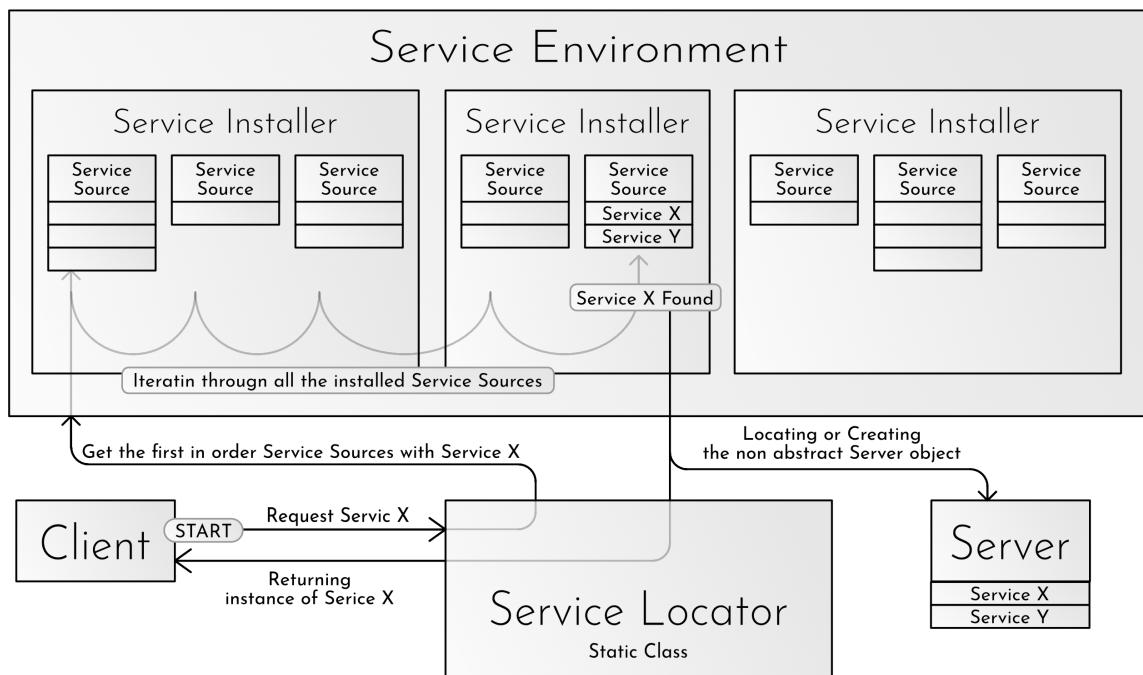 Service Environment
Service Installer
Service
Source
Service
Source
Service
Source
Service Installer
Service
Source
Service
Source
Service X
Service Y
Service Installer
Service
Source
Service
Source
Service
Source
Service X Found
Iteratin througn all the installed Service Sources
Get the first in order Service Sources with Service X
Locating or Creating
the non abstract Server object
Client
START
Request Servic X
Returning
instance of Serice X
Service Locator
Static Class
Server
Service X
Service Y